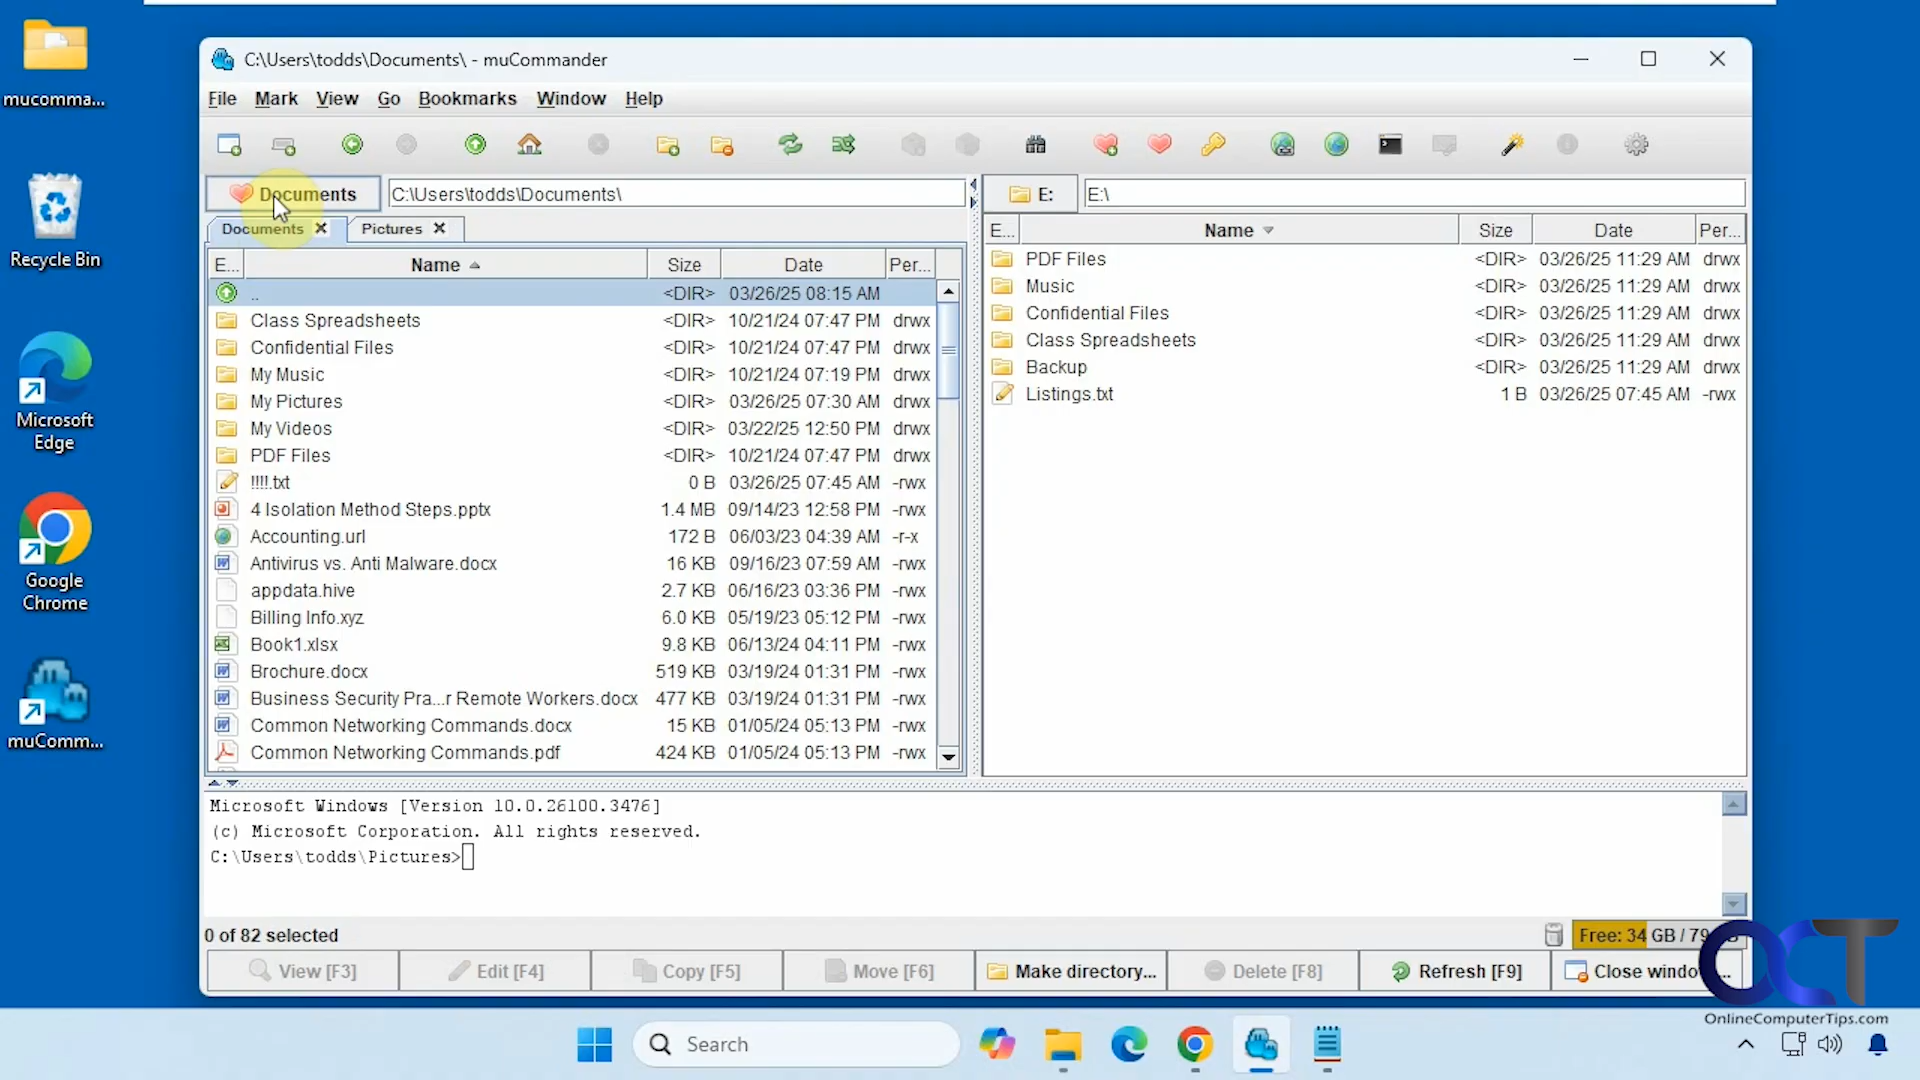 mucomma...
Recycle Bin
Microsoft
Edge
Google
Chrome
muComm...
C:\Users\todds\Documents\ - muCommander
File Mark View Go Bookmarks Window Help
Documents C:\Users\todds\Documents\
Documents Pictures
E... Name Size Date Per...
.. <DIR> 03/26/25 08:15 AM
Class Spreadsheets <DIR> 10/21/24 07:47 PM drwx
Confidential Files <DIR> 10/21/24 07:47 PM drwx
My Music <DIR> 10/21/24 07:19 PM drwx
My Pictures <DIR> 03/26/25 07:30 AM drwx
My Videos <DIR> 03/22/25 12:50 PM drwx
PDF Files <DIR> 10/21/24 07:47 PM drwx
!!!!.txt 0 B 03/26/25 07:45 AM -rwx
4 Isolation Method Steps.pptx 1.4 MB 09/14/23 12:58 PM -rwx
Accounting.url 172 B 06/03/23 04:39 AM -r-x
Antivirus vs. Anti Malware.docx 16 KB 09/16/23 07:59 AM -rwx
appdata.hive 2.7 KB 06/16/23 03:36 PM -rwx
Billing Info.xyz 6.0 KB 05/19/23 05:12 PM -rwx
Book1.xlsx 9.8 KB 06/13/24 04:11 PM -rwx
Brochure.docx 519 KB 03/19/24 01:31 PM -rwx
Business Security Pra...r Remote Workers.docx 477 KB 03/19/24 01:31 PM -rwx
Common Networking Commands.docx 15 KB 01/05/24 05:13 PM -rwx
Common Networking Commands.pdf 424 KB 01/05/24 05:13 PM -rwx
E: E:\
E... Name Size Date Per...
PDF Files <DIR> 03/26/25 11:29 AM drwx
Music <DIR> 03/26/25 11:29 AM drwx
Confidential Files <DIR> 03/26/25 11:29 AM drwx
Class Spreadsheets <DIR> 03/26/25 11:29 AM drwx
Backup <DIR> 03/26/25 11:29 AM drwx
Listings.txt 1 B 03/26/25 07:45 AM -rwx
Microsoft Windows [Version 10.0.26100.3476]
(c) Microsoft Corporation. All rights reserved.
C:\Users\todds\Pictures>
0 of 82 selected
Free: 34 GB / 79
View [F3] Edit [F4] Copy [F5] Move [F6] Make directory... Delete [F8] Refresh [F9] Close windo
OCT
OnlineComputerTips.com
Search